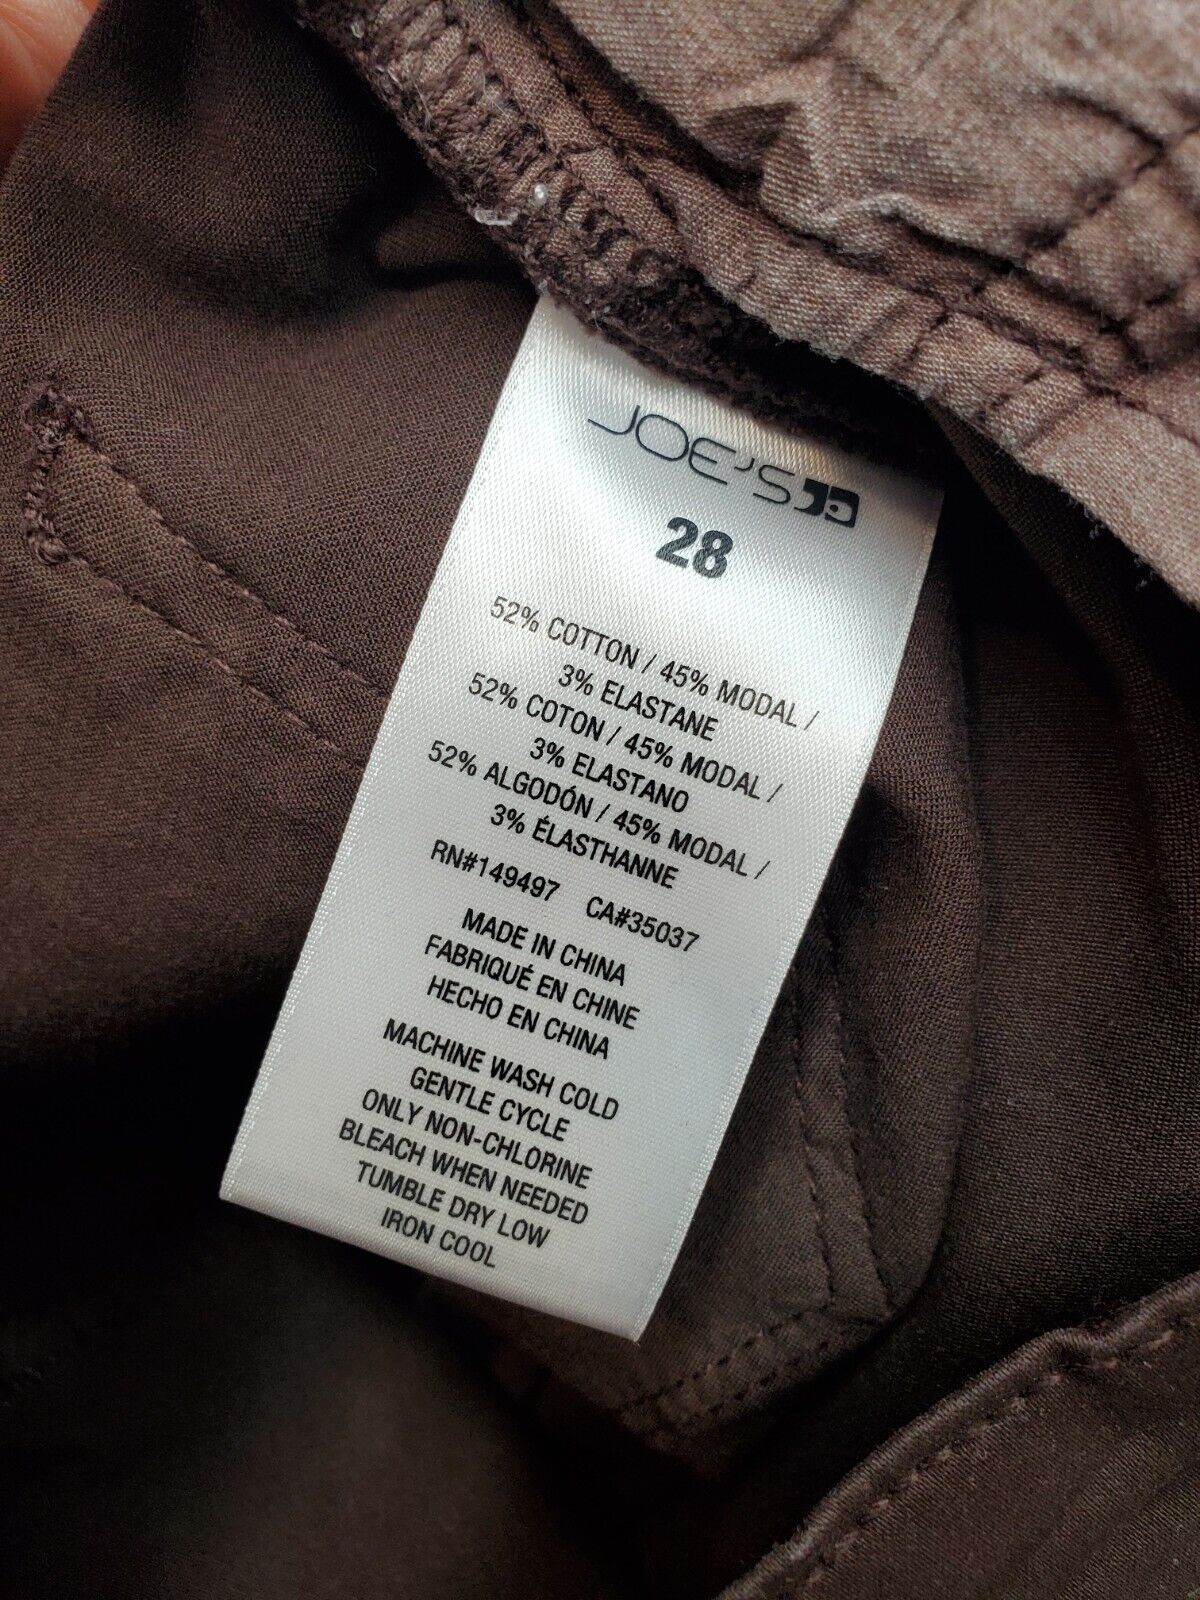 JOE'S
28
52% COTTON / 45% MODAL /
3% ELASTANE
52% COTON / 45% MODAL /
3% ELASTANO
52% ALGODÓN / 45% MODAL /
3% ÉLASTHANNE
RN#149497 CA#35037
MADE IN CHINA
FABRIQUÉ EN CHINE
HECHO EN CHINA
MACHINE WASH COLD
GENTLE CYCLE
ONLY NON-CHLORINE
BLEACH WHEN NEEDED
TUMBLE DRY LOW
IRON COOL